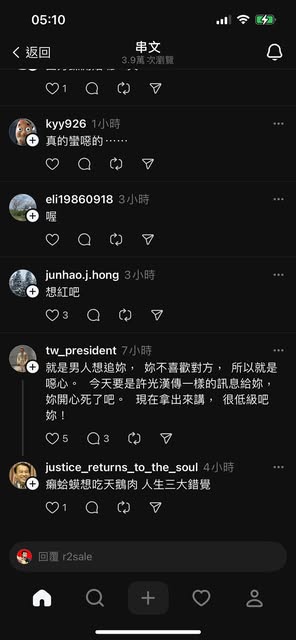 05:10
返回
串文
3.9萬 次瀏覽
1
kyy926 1小時
真的蠻噁的⋯⋯
eli19860918 3小時
喔
junhao.j.hong 3小時
想紅吧
3
tw_president 7小時
就是男人想追妳， 妳不喜歡對方， 所以就是
噁心。 今天要是許光漢傳一樣的訊息給妳，
妳開心死了吧。 現在拿出來講， 很低級吧
妳！
5 3
justice_returns_to_the_soul 4小時
癩蛤蟆想吃天鵝肉 人生三大錯覺
1
回覆 r2sale